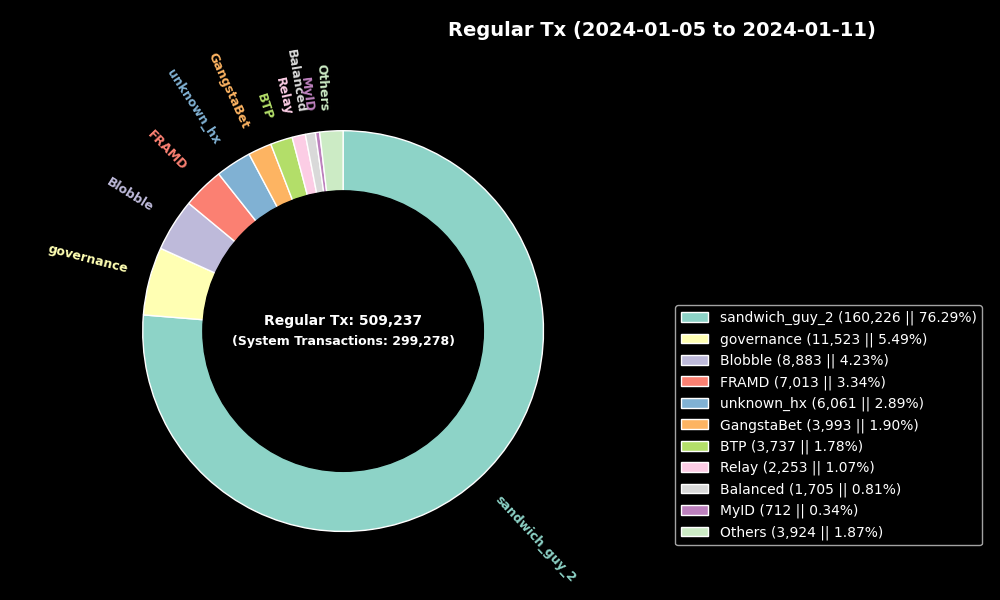 Regular Tx (2024-01-05 to 2024-01-11)
Others
MyID
Balanced
Relay
BTP
GangstaBet
unknown_hx
FRAMD
Blobble
governance
Regular Tx: 509,237
(System Transactions: 299,278)
sandwich_guy_2
sandwich_guy_2 (160,226 || 76.29%)
governance (11,523 || 5.49%)
Blobble (8,883 || 4.23%)
FRAMD (7,013 || 3.34%)
unknown_hx (6,061 || 2.89%)
GangstaBet (3,993 || 1.90%)
BTP (3,737 || 1.78%)
Relay (2,253 || 1.07%)
Balanced (1,705 || 0.81%)
MyID (712 || 0.34%)
Others (3,924 || 1.87%)